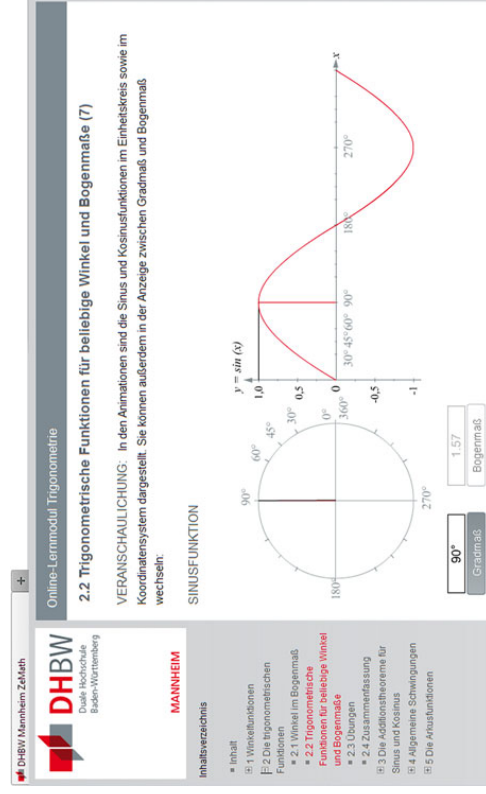 DHBW Mannheim ZeMath
+
DHBW
Duale Hochschule
Baden-Württemberg
MANNHEIM
Inhaltsverzeichnis
Inhalt
1 Winkelfunktionen
2 Die trigonometrischen
Funktionen
2.1 Winkel im Bogenmaß
2.2 Trigonometrische
Funktionen für beliebige Winkel
und Bogenmaße
2.3 Übungen
2.4 Zusammenfassung
3 Die Additionstheoreme für
Sinus und Kosinus
4 Allgemeine Schwingungen
5 Die Arkusfunktionen
Online-Lernmodul Trigonometrie
2.2 Trigonometrische Funktionen für beliebige Winkel und Bogenmaße (7)
VERANSCHAULICHUNG: In den Animationen sind die Sinus und Kosinusfunktionen im Einheitskreis sowie im
Koordinatensystem dargestellt. Sie können außerdem in der Anzeige zwischen Gradmaß und Bogenmaß
wechseln:
SINUSFUNKTION
90°
60°
45°
30°
0°
360°
180°
270°
y = sin (x)
1,0
0,5
0
-0,5
-1
30° 45° 60° 90°
180°
270°
x
90°
1.57
Gradmaß
Bogenmaß